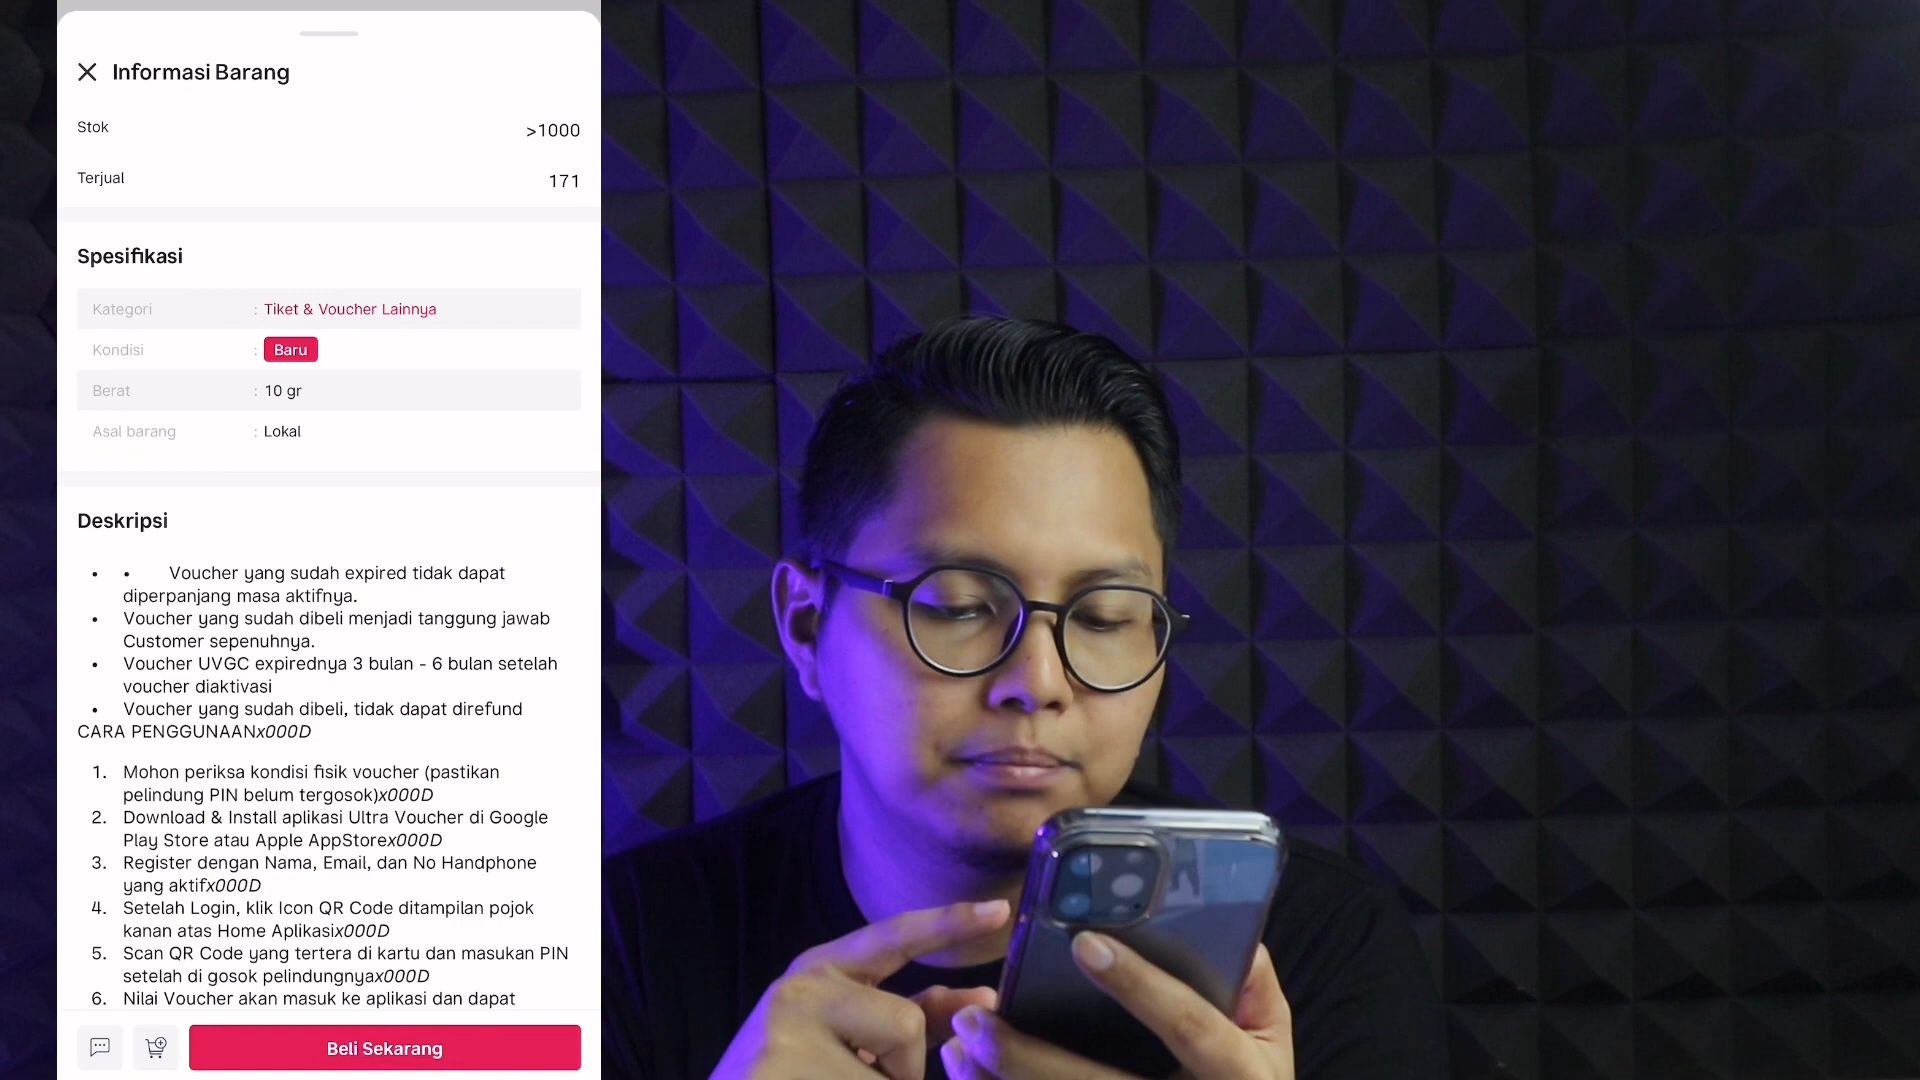 Informasi Barang
Stok
>1000
Terjual
171
Spesifikasi
Kategori : Tiket & Voucher Lainnya
Kondisi : Baru
Berat : 10 gr
Asal barang : Lokal
Deskripsi
• • Voucher yang sudah expired tidak dapat
diperpanjang masa aktifnya.
• Voucher yang sudah dibeli menjadi tanggung jawab
Customer sepenuhnya.
• Voucher UVGC expirednya 3 bulan - 6 bulan setelah
voucher diaktivasi
• Voucher yang sudah dibeli, tidak dapat direfund
CARA PENGGUNAANx000D
1. Mohon periksa kondisi fisik voucher (pastikan
pelindung PIN belum tergosok)x000D
2. Download & Install aplikasi Ultra Voucher di Google
Play Store atau Apple AppStorex000D
3. Register dengan Nama, Email, dan No Handphone
yang aktifx000D
4. Setelah Login, klik Icon QR Code ditampilan pojok
kanan atas Home Aplikasix000D
5. Scan QR Code yang tertera di kartu dan masukan PIN
setelah di gosok pelindungnyax000D
6. Nilai Voucher akan masuk ke aplikasi dan dapat
Beli Sekarang